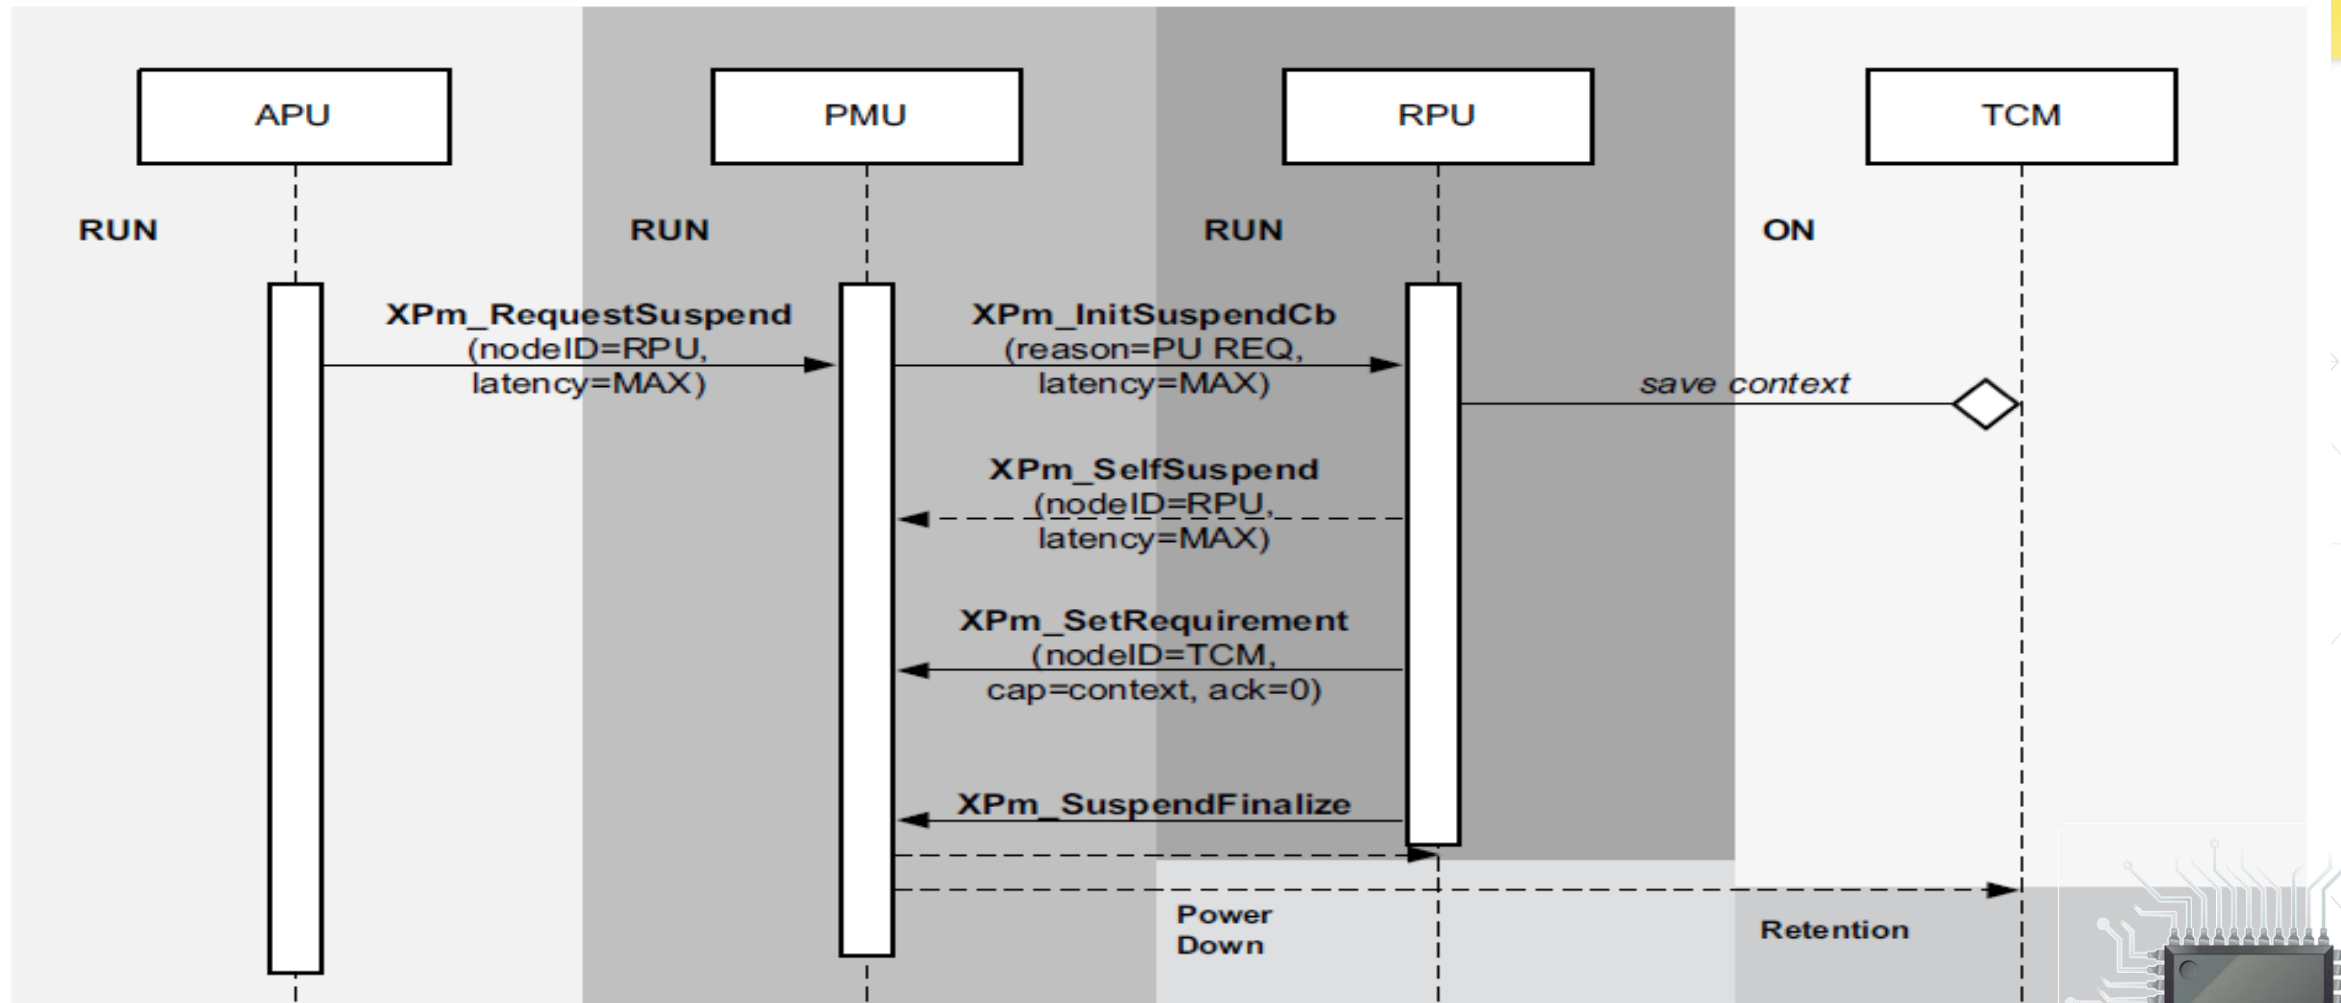 APU
PMU
RPU
TCM
RUN
RUN
RUN
ON
XPm_RequestSuspend
(nodeID=RPU,
latency=MAX)
XPm_InitSuspendCb
(reason=PU REQ,
latency=MAX)
save context
XPm_SelfSuspend
(nodeID=RPU,
latency=MAX)
XPm_SetRequirement
(nodeID=TCM,
cap=context, ack=0)
XPm_SuspendFinalize
Power
Down
Retention